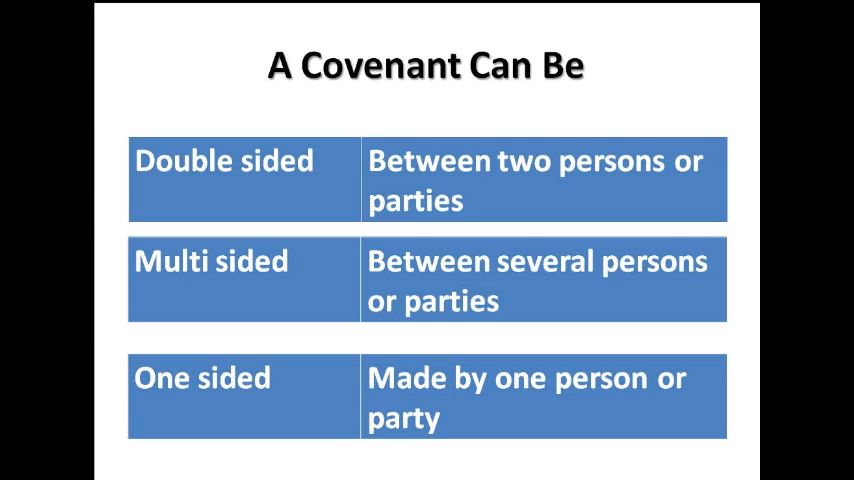 A Covenant Can Be
Double sided
Between two persons or
parties
Multi sided
Between several persons
or parties
One sided
Made by one person or
party